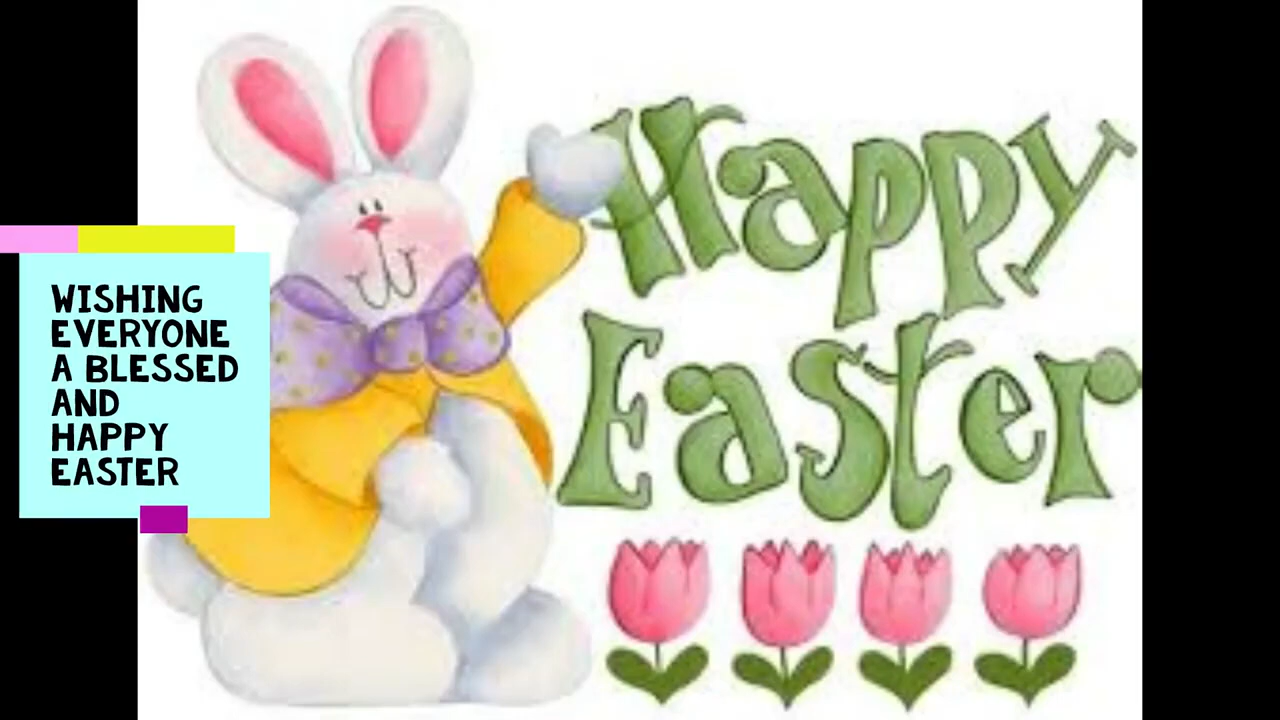 WISHING
EVERYONE
A BLESSED
AND
HAPPY
EASTER
Happy
Easter